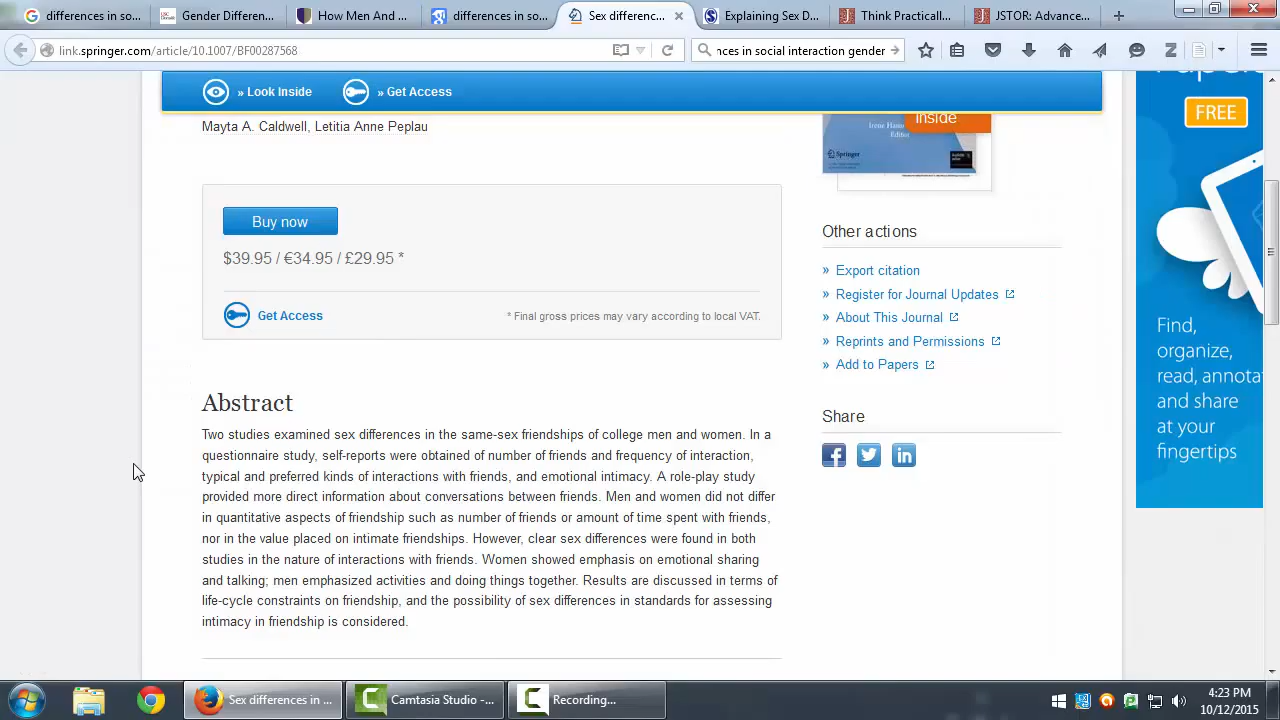 differences in so...
Gender Differen...
How Men And ...
differences in so...
Sex differenc...
Explaining Sex D...
Think Practicall...
JSTOR: Advance...
link.springer.com/article/10.1007/BF00287568
nces in social interaction gender
» Look Inside
» Get Access
Mayta A. Caldwell, Letitia Anne Peplau
Inside
Editor
Springer
FREE
Buy now
$39.95 / €34.95 / £29.95 *
Get Access
* Final gross prices may vary according to local VAT.
Other actions
» Export citation
» Register for Journal Updates
» About This Journal
» Reprints and Permissions
» Add to Papers
Share
Abstract
Two studies examined sex differences in the same-sex friendships of college men and women. In a
questionnaire study, self-reports were obtained of number of friends and frequency of interaction,
typical and preferred kinds of interactions with friends, and emotional intimacy. A role-play study
provided more direct information about conversations between friends. Men and women did not differ
in quantitative aspects of friendship such as number of friends or amount of time spent with friends,
nor in the value placed on intimate friendships. However, clear sex differences were found in both
studies in the nature of interactions with friends. Women showed emphasis on emotional sharing
and talking; men emphasized activities and doing things together. Results are discussed in terms of
life-cycle constraints on friendship, and the possibility of sex differences in standards for assessing
intimacy in friendship is considered.
Find,
organize,
read, annotat
and share
at your
fingertips
Sex differences in ...
Camtasia Studio -...
Recording...
4:23 PM
10/12/2015